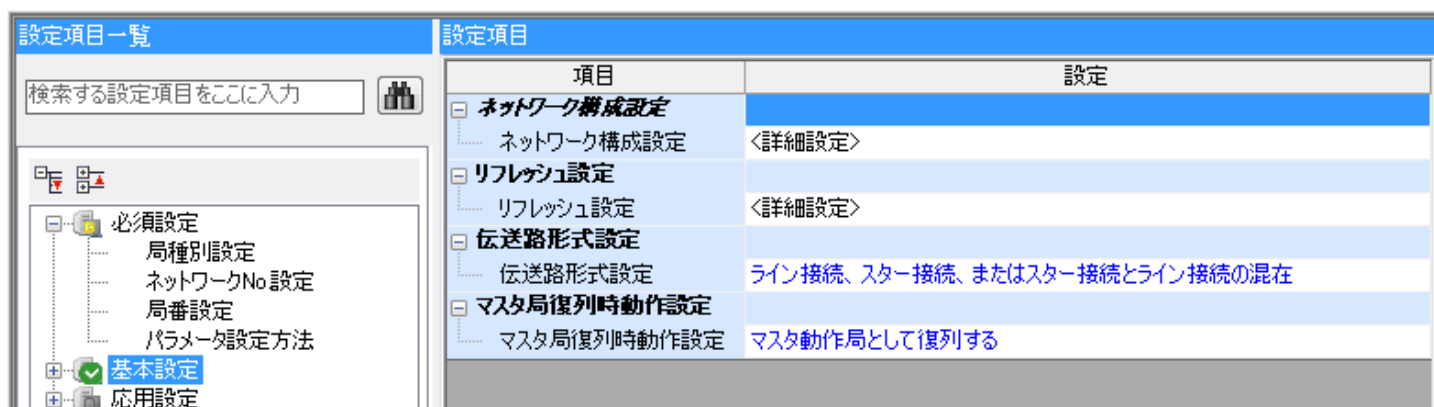 設定項目一覧
検索する設定項目をここに入力
必須設定
局種別設定
ネットワークNo設定
局番設定
パラメータ設定方法
基本設定
応用設定
設定項目
項目 設定
ネットワーク構成設定
ネットワーク構成設定 <詳細設定>
リフレッシュ設定
リフレッシュ設定 <詳細設定>
伝送路形式設定
伝送路形式設定 ライン接続、スター接続、またはスター接続とライン接続の混在
マスタ局復列時動作設定
マスタ局復列時動作設定 マスタ動作局として復列する